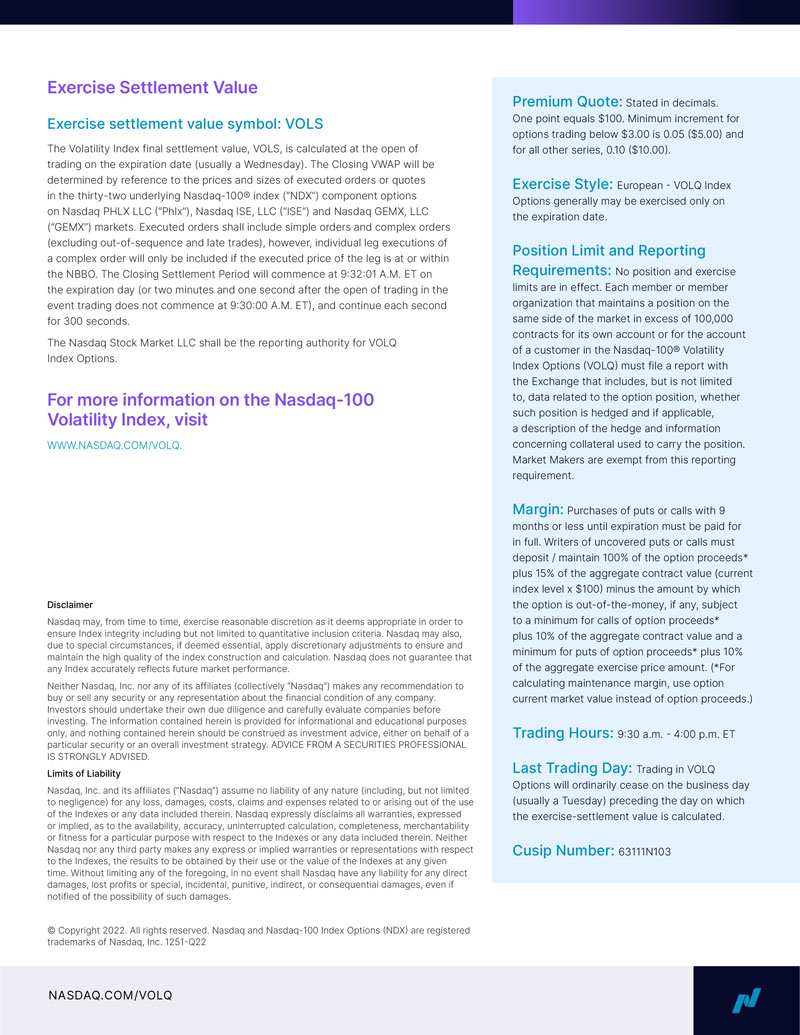 Exercise Settlement Value
Exercise settlement value symbol: VOLS
The Volatility Index final settlement value, VOLS, is calculated at the open of
trading on the expiration date (usually a Wednesday). The Closing VWAP will be
determined by reference to the prices and sizes of executed orders or quotes
in the thirty-two underlying Nasdaq-100® index (“NDX”) component options
on Nasdaq PHLX LLC (“Phlx”), Nasdaq ISE, LLC (“ISE”) and Nasdaq GEMX, LLC
(“GEMX”) markets. Executed orders shall include simple orders and complex orders
(excluding out-of-sequence and late trades), however, individual leg executions of
a complex order will only be included if the executed price of the leg is at or within
the NBBO. The Closing Settlement Period will commence at 9:32:01 A.M. ET on
the expiration day (or two minutes and one second after the open of trading in the
event trading does not commence at 9:30:00 A.M. ET), and continue each second
for 300 seconds.
The Nasdaq Stock Market LLC shall be the reporting authority for VOLQ
Index Options.
For more information on the Nasdaq-100
Volatility Index, visit
WWW.NASDAQ.COM/VOLQ.
Disclaimer
Nasdaq may, from time to time, exercise reasonable discretion as it deems appropriate in order to
ensure Index integrity including but not limited to quantitative inclusion criteria. Nasdaq may also,
due to special circumstances, if deemed essential, apply discretionary adjustments to ensure and
maintain the high quality of the index construction and calculation. Nasdaq does not guarantee that
any Index accurately reflects future market performance.
Neither Nasdaq, Inc. nor any of its affiliates (collectively “Nasdaq”) makes any recommendation to
buy or sell any security or any representation about the financial condition of any company.
Investors should undertake their own due diligence and carefully evaluate companies before
investing. The information contained herein is provided for informational and educational purposes
only, and nothing contained herein should be construed as investment advice, either on behalf of a
particular security or an overall investment strategy. ADVICE FROM A SECURITIES PROFESSIONAL
IS STRONGLY ADVISED.
Limits of Liability
Nasdaq, Inc. and its affiliates (“Nasdaq”) assume no liability of any nature (including, but not limited
to negligence) for any loss, damages, costs, claims and expenses related to or arising out of the use
of the Indexes or any data included therein. Nasdaq expressly disclaims all warranties, expressed
or implied, as to the availability, accuracy, uninterrupted calculation, completeness, merchantability
or fitness for a particular purpose with respect to the Indexes or any data included therein. Neither
Nasdaq nor any third party makes any express or implied warranties or representations with respect
to the Indexes, the results to be obtained by their use or the value of the Indexes at any given
time. Without limiting any of the foregoing, in no event shall Nasdaq have any liability for any direct
damages, lost profits or special, incidental, punitive, indirect, or consequential damages, even if
notified of the possibility of such damages.
© Copyright 2022. All rights reserved. Nasdaq and Nasdaq-100 Index Options (NDX) are registered
trademarks of Nasdaq, Inc. 1251-Q22
Premium Quote: Stated in decimals.
One point equals $100. Minimum increment for
options trading below $3.00 is 0.05 ($5.00) and
for all other series, 0.10 ($10.00).
Exercise Style: European - VOLQ Index
Options generally may be exercised only on
the expiration date.
Position Limit and Reporting
Requirements: No position and exercise
limits are in effect. Each member or member
organization that maintains a position on the
same side of the market in excess of 100,000
contracts for its own account or for the account
of a customer in the Nasdaq-100® Volatility
Index Options (VOLQ) must file a report with
the Exchange that includes, but is not limited
to, data related to the option position, whether
such position is hedged and if applicable,
a description of the hedge and information
concerning collateral used to carry the position.
Market Makers are exempt from this reporting
requirement.
Margin: Purchases of puts or calls with 9
months or less until expiration must be paid for
in full. Writers of uncovered puts or calls must
deposit / maintain 100% of the option proceeds*
plus 15% of the aggregate contract value (current
index level x $100) minus the amount by which
the option is out-of-the-money, if any, subject
to a minimum for calls of option proceeds*
plus 10% of the aggregate contract value and a
minimum for puts of option proceeds* plus 10%
of the aggregate exercise price amount. (*For
calculating maintenance margin, use option
current market value instead of option proceeds.)
Trading Hours: 9:30 a.m. - 4:00 p.m. ET
Last Trading Day: Trading in VOLQ
Options will ordinarily cease on the business day
(usually a Tuesday) preceding the day on which
the exercise-settlement value is calculated.
Cusip Number: 63111N103
NASDAQ.COM/VOLQ